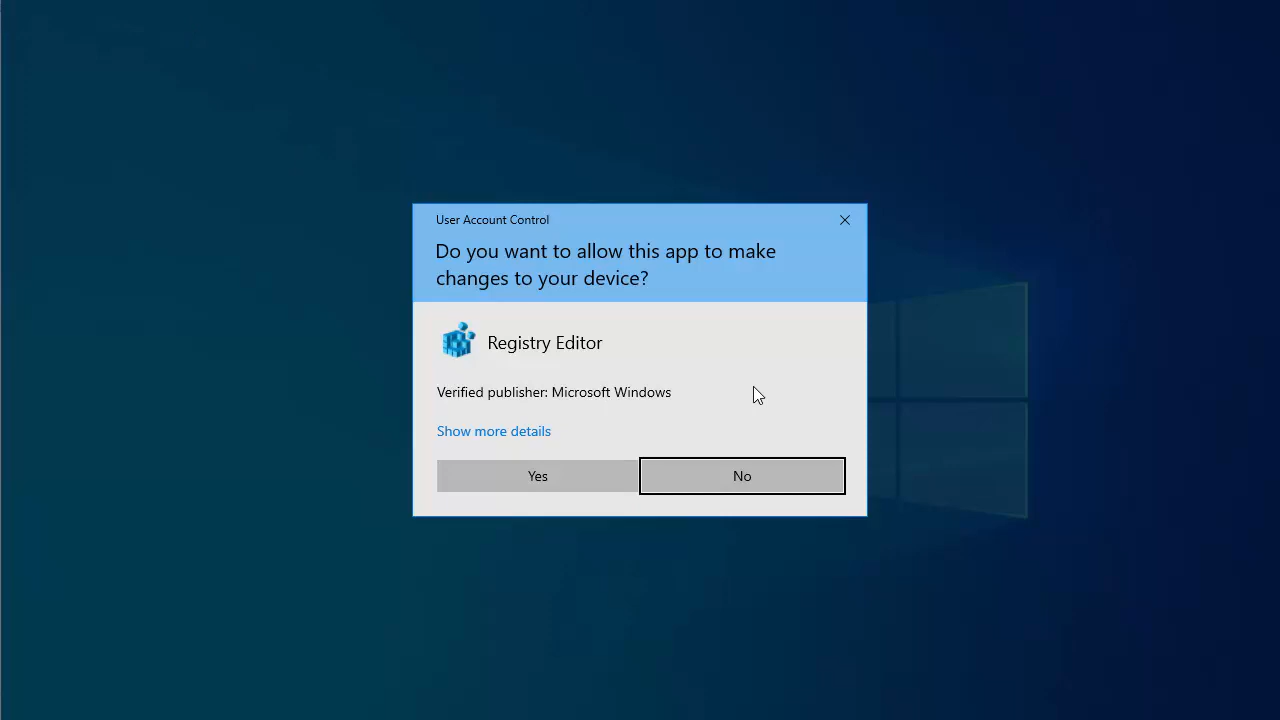 User Account Control
Do you want to allow this app to make
changes to your device?
Registry Editor
Verified publisher: Microsoft Windows
Show more details
Yes
No